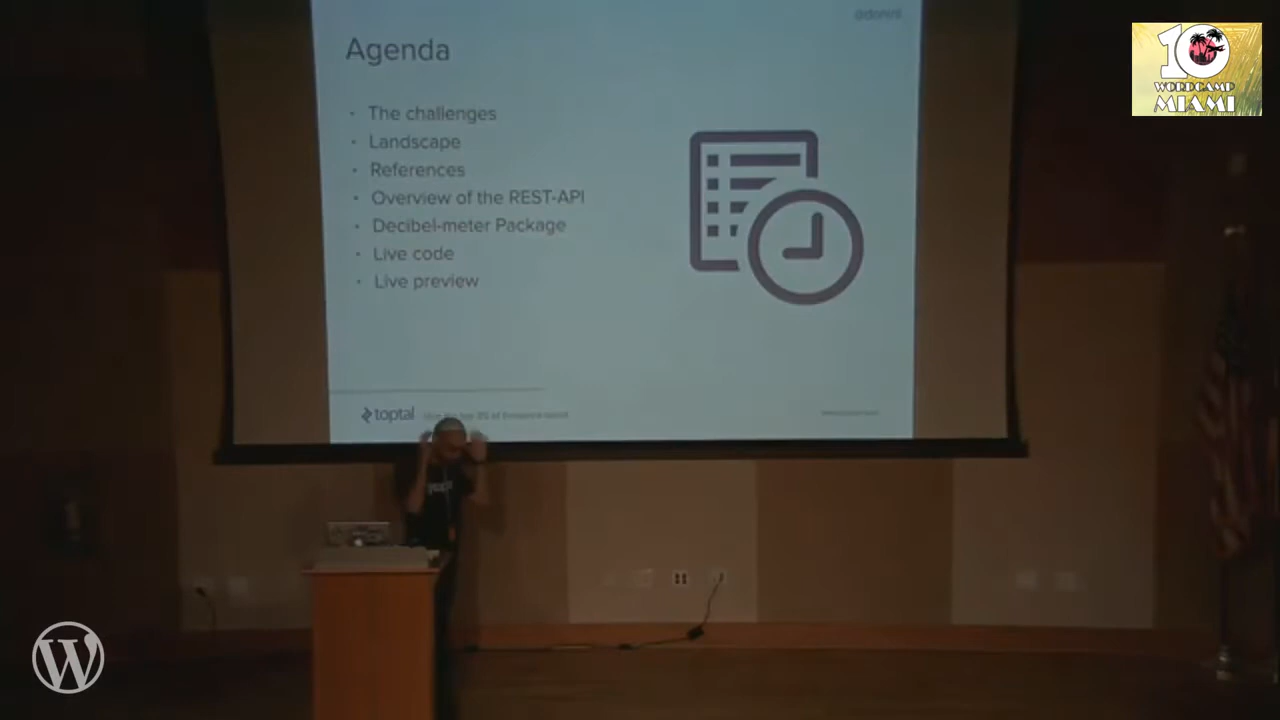 Agenda
• The challenges
• Landscape
• References
• Overview of the REST-API
• Decibel-meter Package
• Live code
• Live preview
toptal
10
WORDCAMP
MIAMI